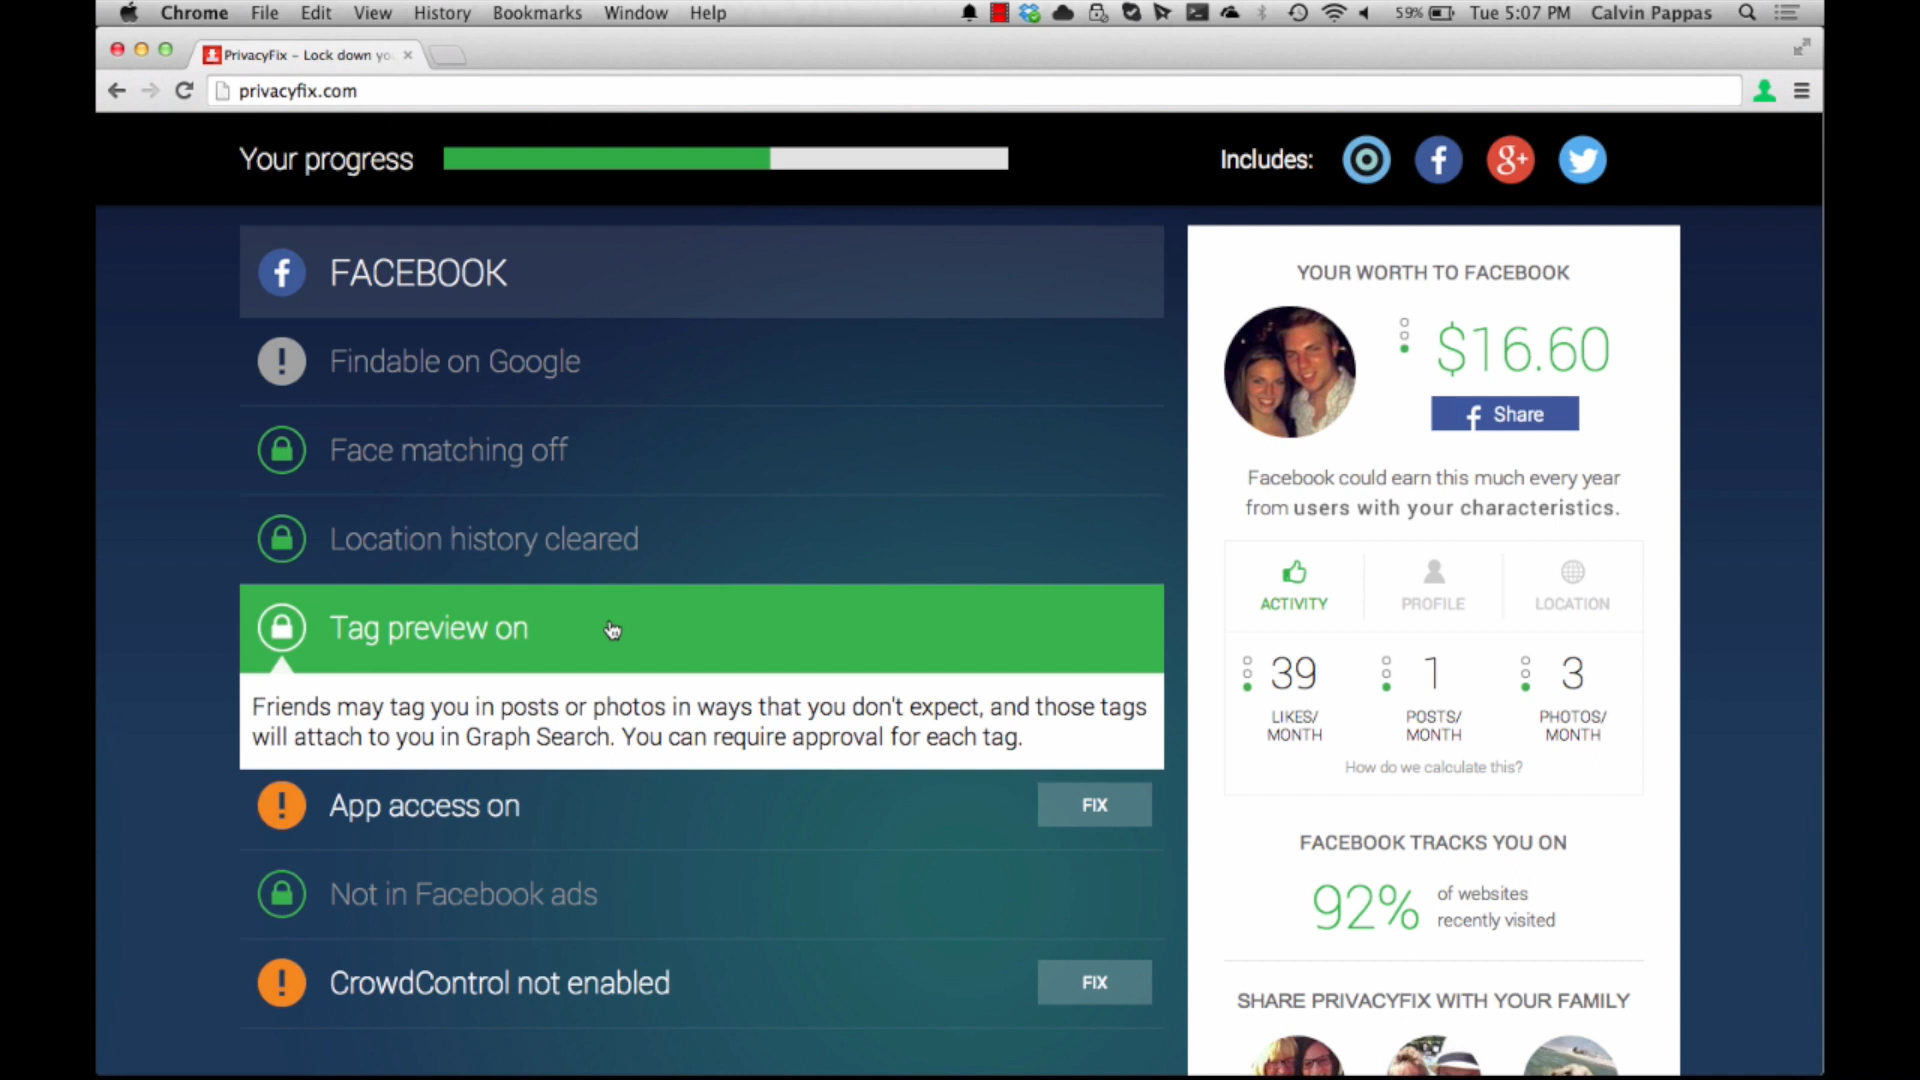 Chrome File Edit View History Bookmarks Window Help 59% Tue 5:07 PM Calvin Pappas
PrivacyFix – Lock down yo
privacyfix.com
Your progress
Includes:
FACEBOOK
Findable on Google
Face matching off
Location history cleared
Tag preview on
Friends may tag you in posts or photos in ways that you don't expect, and those tags
will attach to you in Graph Search. You can require approval for each tag.
App access on FIX
Not in Facebook ads
CrowdControl not enabled FIX
YOUR WORTH TO FACEBOOK
$16.60
Share
Facebook could earn this much every year
from users with your characteristics.
ACTIVITY PROFILE LOCATION
39 1 3
LIKES/ POSTS/ PHOTOS/
MONTH MONTH MONTH
How do we calculate this?
FACEBOOK TRACKS YOU ON
92% of websites
recently visited
SHARE PRIVACYFIX WITH YOUR FAMILY